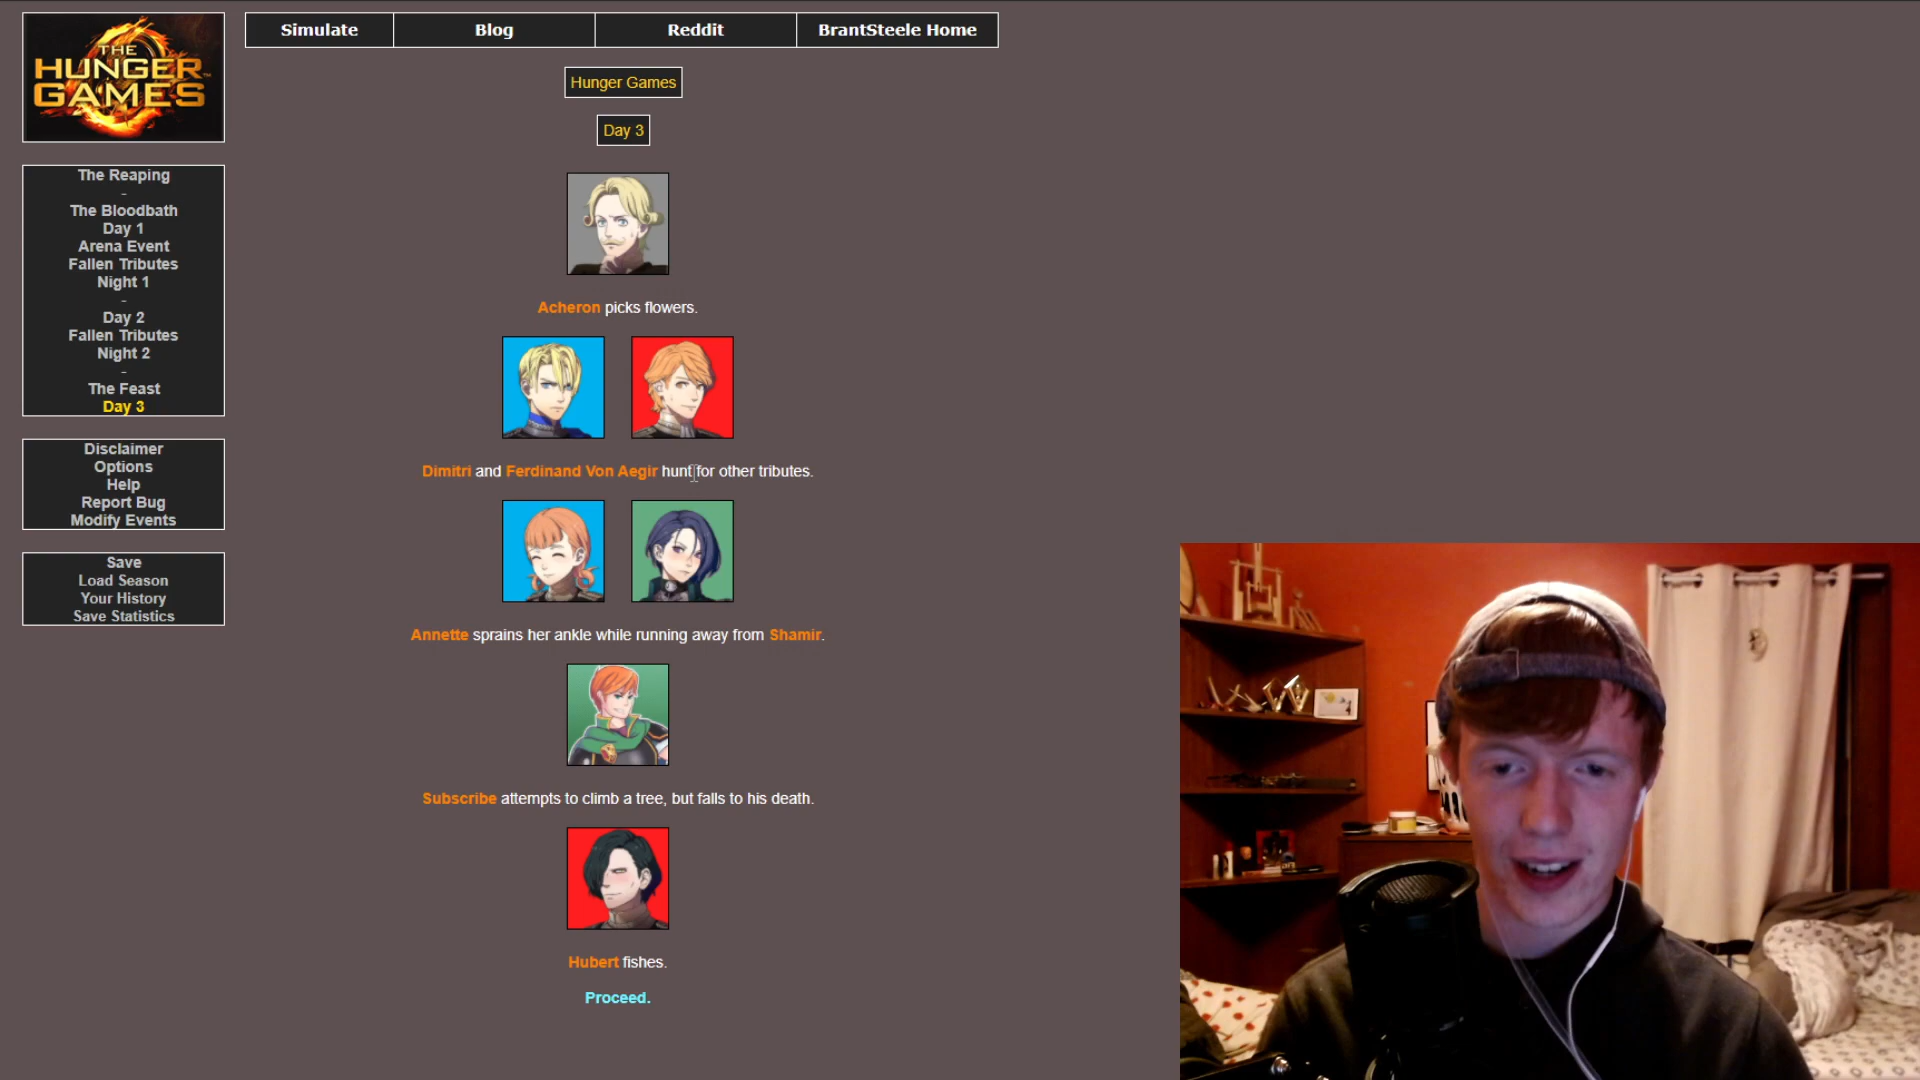 THE
HUNGER
GAMES
Simulate
Blog
Reddit
BrantSteele Home
Hunger Games
Day 3
The Reaping
-
The Bloodbath
Day 1
Arena Event
Fallen Tributes
Night 1
-
Day 2
Fallen Tributes
Night 2
-
The Feast
Day 3
Disclaimer
Options
Help
Report Bug
Modify Events
Save
Load Season
Your History
Save Statistics
Acheron picks flowers.
Dimitri and Ferdinand Von Aegir hunt for other tributes.
Annette sprains her ankle while running away from Shamir.
Subscribe attempts to climb a tree, but falls to his death.
Hubert fishes.
Proceed.